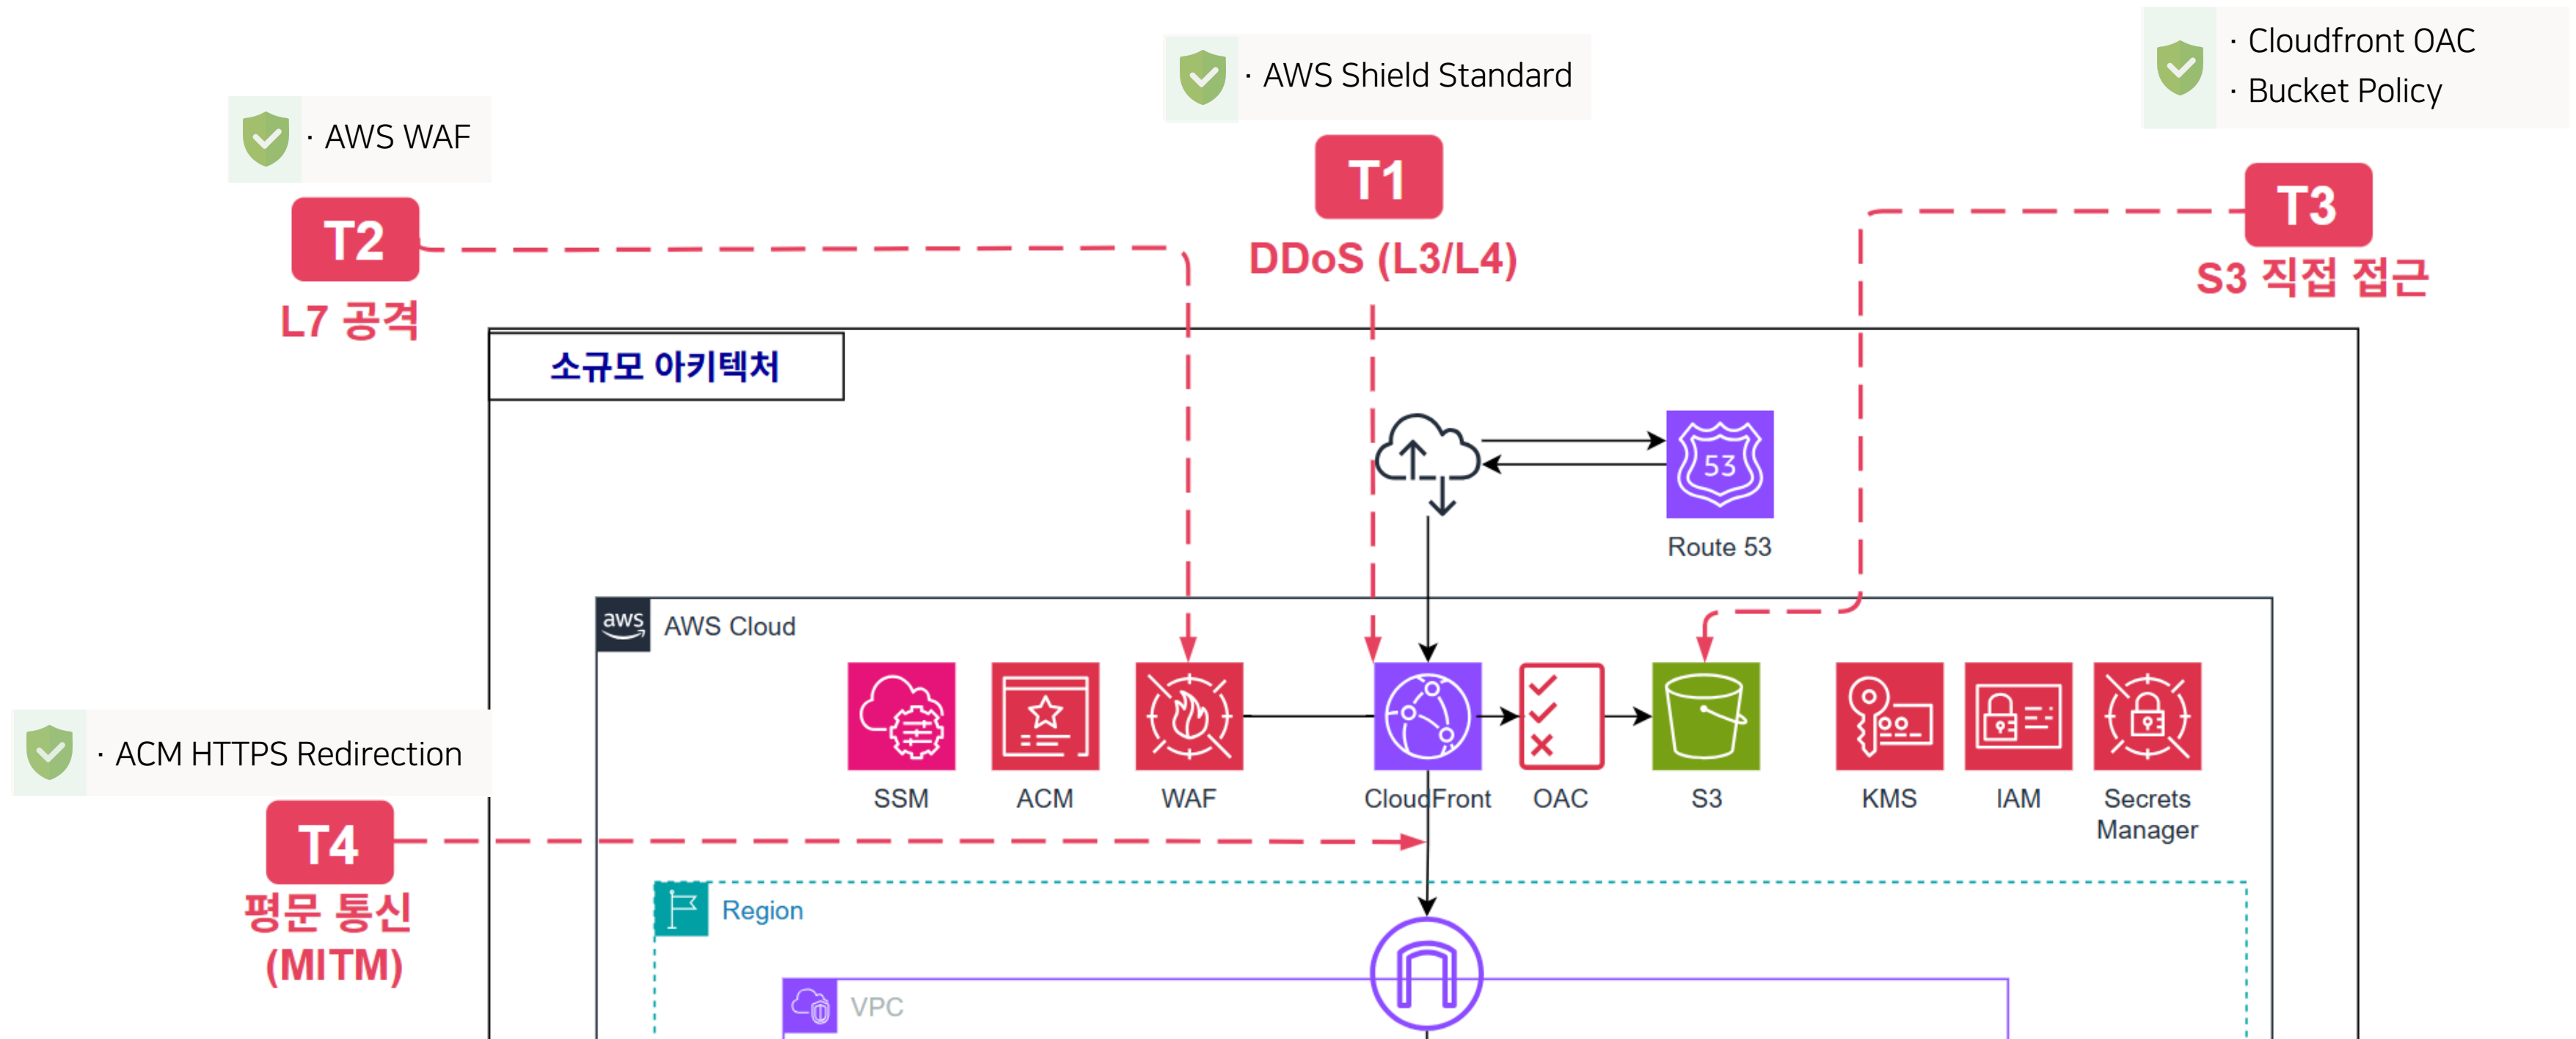 · AWS Shield Standard
· Cloudfront OAC
· Bucket Policy
· AWS WAF
T1
DDoS (L3/L4)
T3
S3 직접 접근
T2
L7 공격
소규모 아키텍처
53
Route 53
aws
AWS Cloud
SSM
ACM
WAF
CloudFront
OAC
S3
KMS
IAM
Secrets
Manager
· ACM HTTPS Redirection
T4
평문 통신
(MITM)
Region
VPC